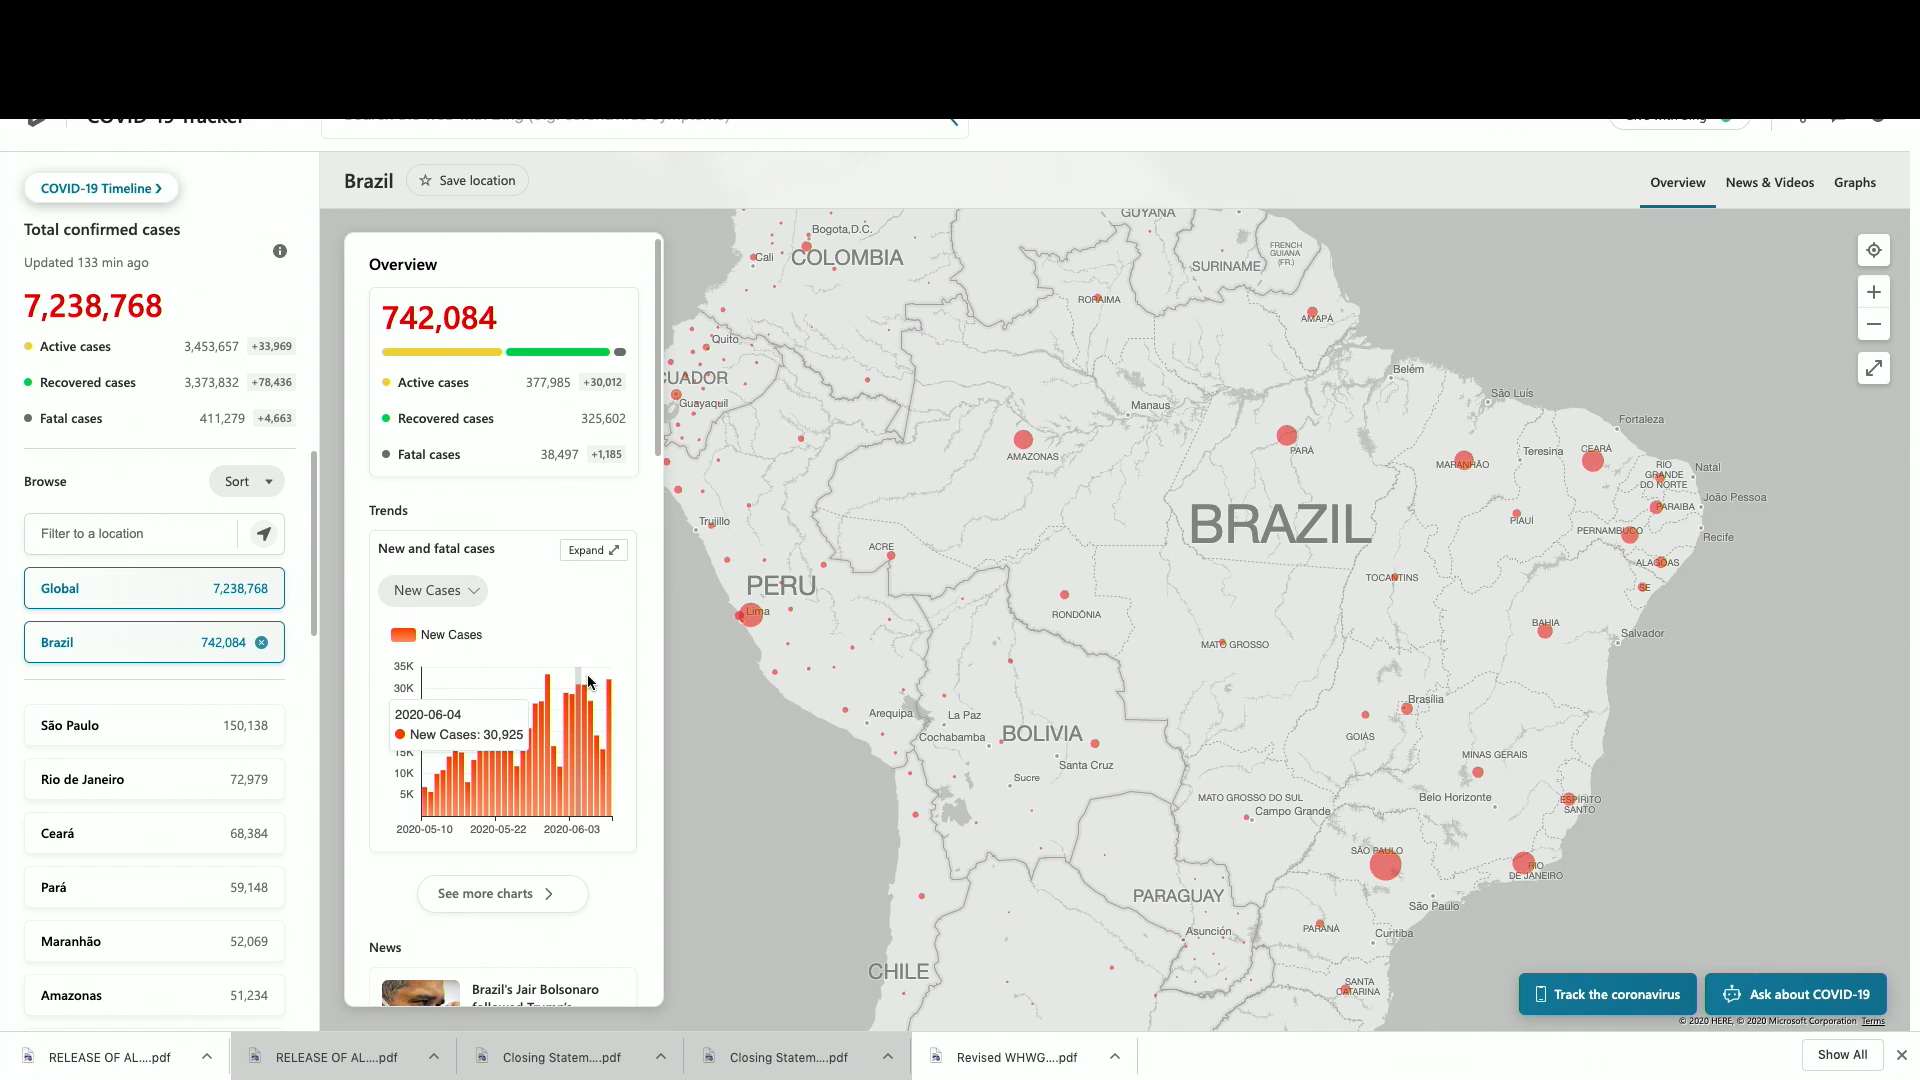 COVID-19 Tracker
COVID-19 Timeline
Total confirmed cases
Updated 133 min ago
7,238,768
Active cases 3,453,657 +33,969
Recovered cases 3,373,832 +78,436
Fatal cases 411,279 +4,663
Browse
Sort
Filter to a location
Global 7,238,768
Brazil 742,084
São Paulo 150,138
Rio de Janeiro 72,979
Ceará 68,384
Pará 59,148
Maranhão 52,069
Amazonas 51,234
Brazil
Save location
Overview
News & Videos
Graphs
Overview
742,084
Active cases 377,985 +30,012
Recovered cases 325,602
Fatal cases 38,497 +1,185
Trends
New and fatal cases
Expand
New Cases
New Cases
35K
30K
2020-06-04
New Cases: 30,925
15K
10K
5K
2020-05-10 2020-05-22 2020-06-03
See more charts
News
Brazil's Jair Bolsonaro
GUYANA
Bogota,D.C.
COLOMBIA
Cali
SURINAME
FRENCH
GUIANA
(FR.)
RORAIMA
AMAPÁ
Quito
CUADOR
Guayaquil
Belém
São Luís
Manaus
Fortaleza
AMAZONAS
PARÁ
MARANHÃO
Teresina
CEARÁ
RIO
GRANDE
DO NORTE
Natal
João Pessoa
PARAIBA
Trujillo
BRAZIL
PIAUÍ
PERNAMBUCO
Recife
ACRE
ALAGOAS
PERU
TOCANTINS
SE
Lima
RONDÔNIA
BAHIA
Salvador
MATO GROSSO
Brasília
Arequipa
La Paz
BOLIVIA
Cochabamba
GOIÁS
MINAS GERAIS
Santa Cruz
Sucre
MATO GROSSO DO SUL
Campo Grande
Belo Horizonte
ESPÍRITO
SANTO
SÃO PAULO
RIO
DE JANEIRO
PARAGUAY
São Paulo
Asunción
PARANÁ
Curitiba
CHILE
SANTA
CATARINA
Track the coronavirus
Ask about COVID-19
© 2020 HERE, © 2020 Microsoft Corporation Terms
RELEASE OF AL....pdf
RELEASE OF AL....pdf
Closing Statem....pdf
Closing Statem....pdf
Revised WHWG....pdf
Show All